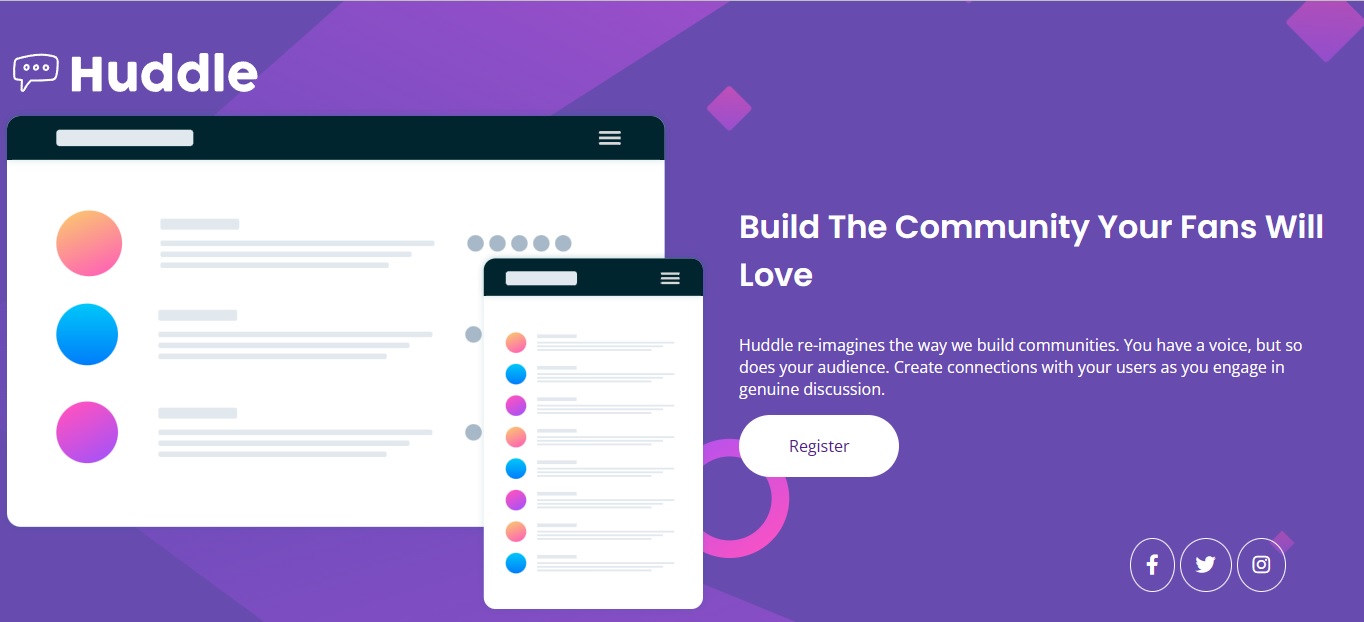 Huddle
Build The Community Your Fans Will
Love
Huddle re-imagines the way we build communities. You have a voice, but so
does your audience. Create connections with your users as you engage in
genuine discussion.
Register